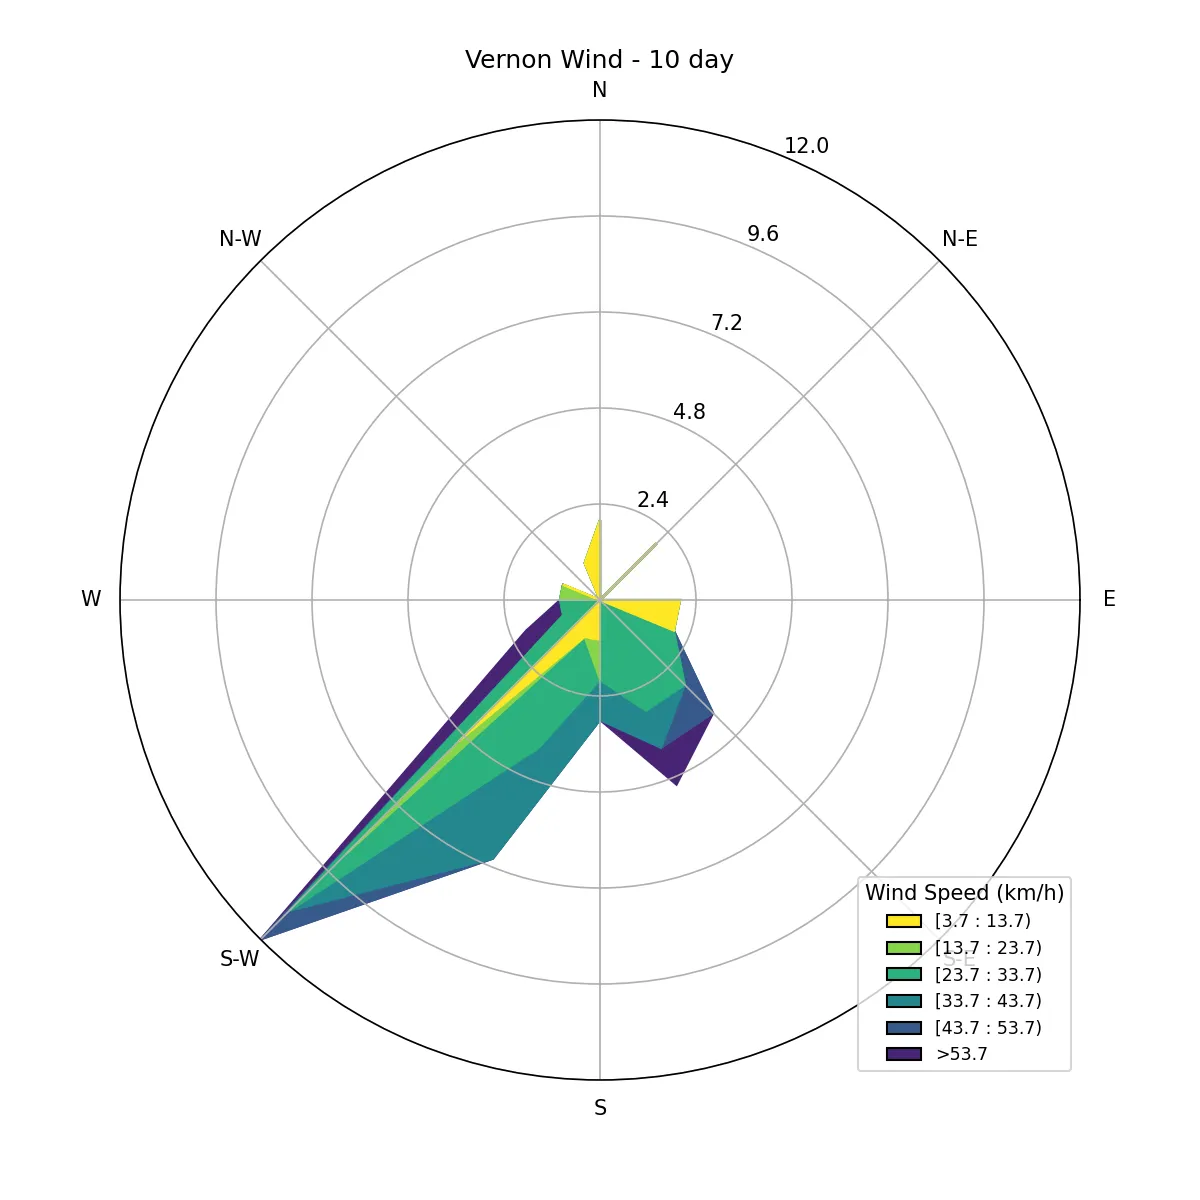 Vernon Wind - 10 day
N
12.0
9.6
N-W
N-E
7.2
4.8
2.4
W
E
S-W
S-E
S
Wind Speed (km/h)
[3.7 : 13.7)
[13.7 : 23.7)
[23.7 : 33.7)
[33.7 : 43.7)
[43.7 : 53.7)
>53.7